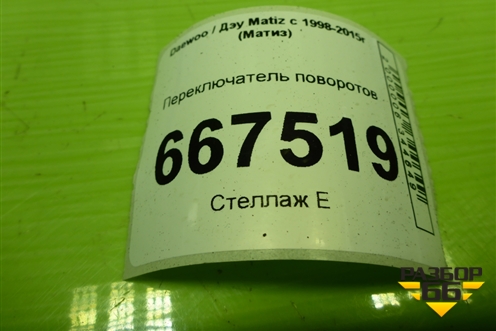 Daewoo / Дэу Matiz с 1998-2015г
(Матиз)
Переключатель поворотов
667519
Стеллаж Е
РАЗБОР
66